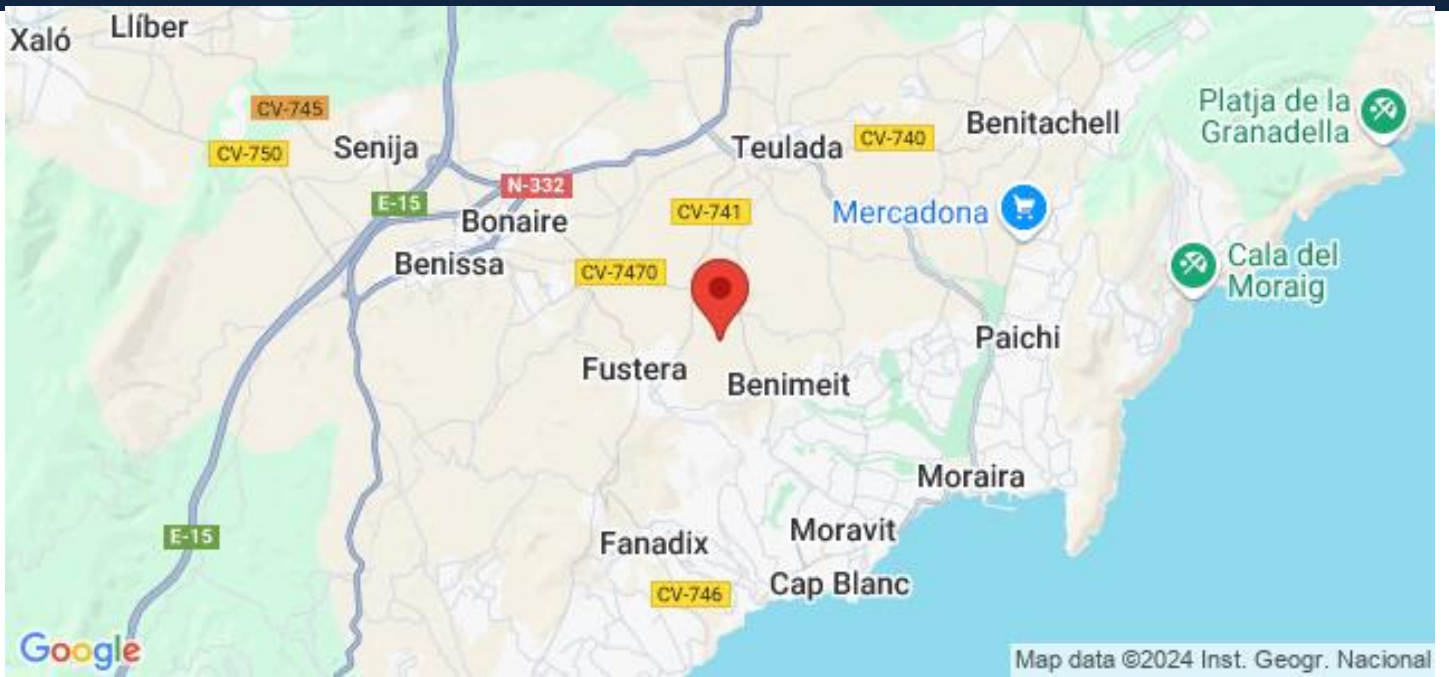 Xaló
Llíber
CV-745
Senija
CV-750
E-15
N-332
Bonaire
Benissa
Teulada
CV-740
Benitachell
Platja de la
Granadella
CV-741
Mercadona
CV-7470
Cala del
Moraig
Paichi
Fustera
Benimeit
Moraira
E-15
Fanadix
Moravit
CV-746
Cap Blanc
Google
Map data ©2024 Inst. Geogr. Nacional